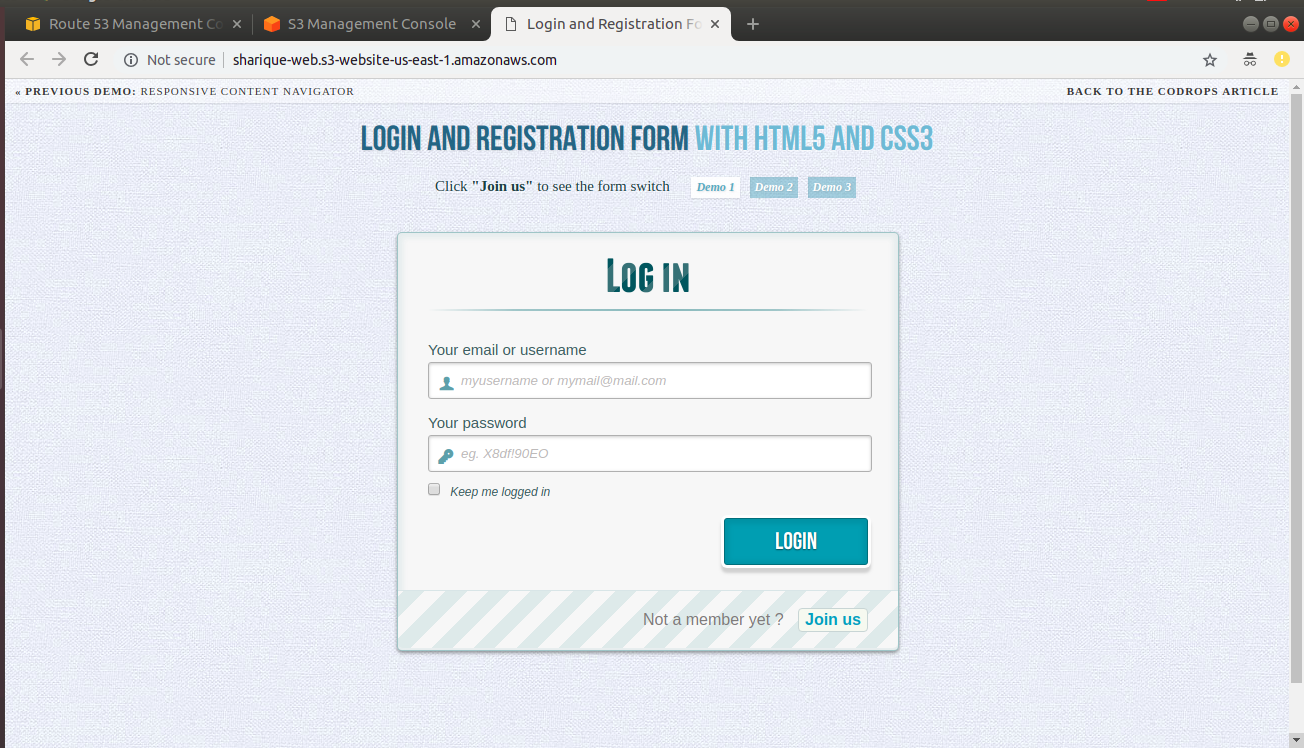 Route 53 Management Co
S3 Management Console
Login and Registration Fo
Not secure
sharique-web.s3-website-us-east-1.amazonaws.com
« PREVIOUS DEMO: RESPONSIVE CONTENT NAVIGATOR
BACK TO THE CODROPS ARTICLE
LOGIN AND REGISTRATION FORM WITH HTML5 AND CSS3
Click "Join us" to see the form switch
Demo 1
Demo 2
Demo 3
LOG IN
Your email or username
myusername or mymail@mail.com
Your password
eg. X8df!90EO
Keep me logged in
LOGIN
Not a member yet ?
Join us